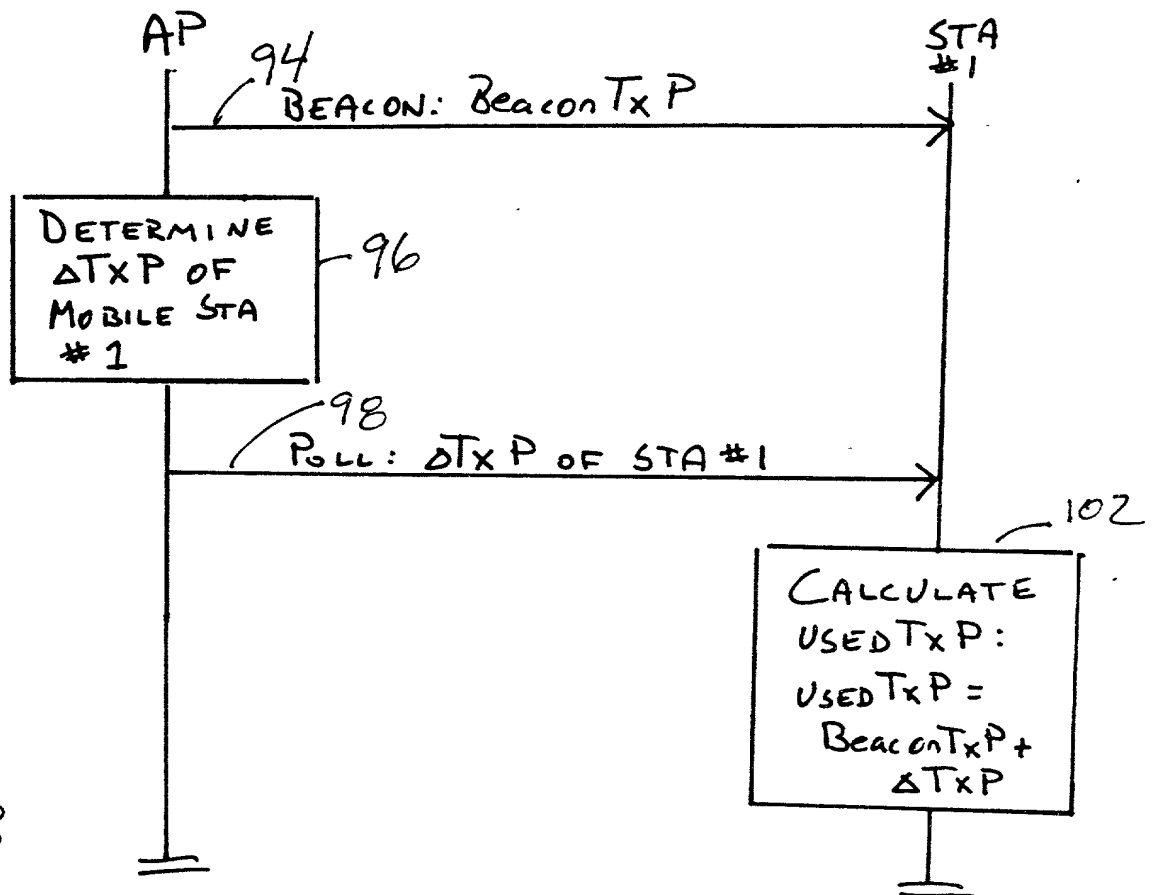 AP
STA
#1
94
BEACON: BeaconTxP
DETERMINE
ΔTxP OF
MOBILE STA
#1
96
98
POLL: ΔTxP OF STA #1
102
CALCULATE
USEDTxP:
USEDTxP =
BeaconTxP +
ΔTxP